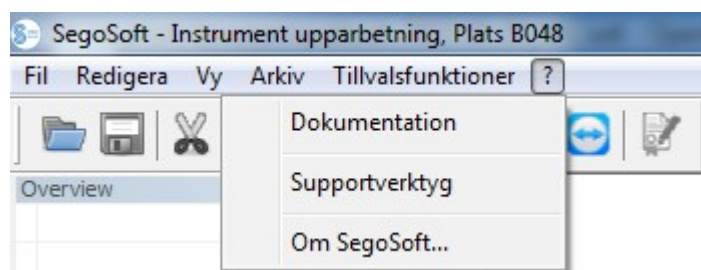 SegoSoft - Instrument upparbetning, Plats B048
Fil Redigera Vy Arkiv Tillvalsfunktioner ?
Dokumentation
Overview
Supportverktyg
Om SegoSoft...